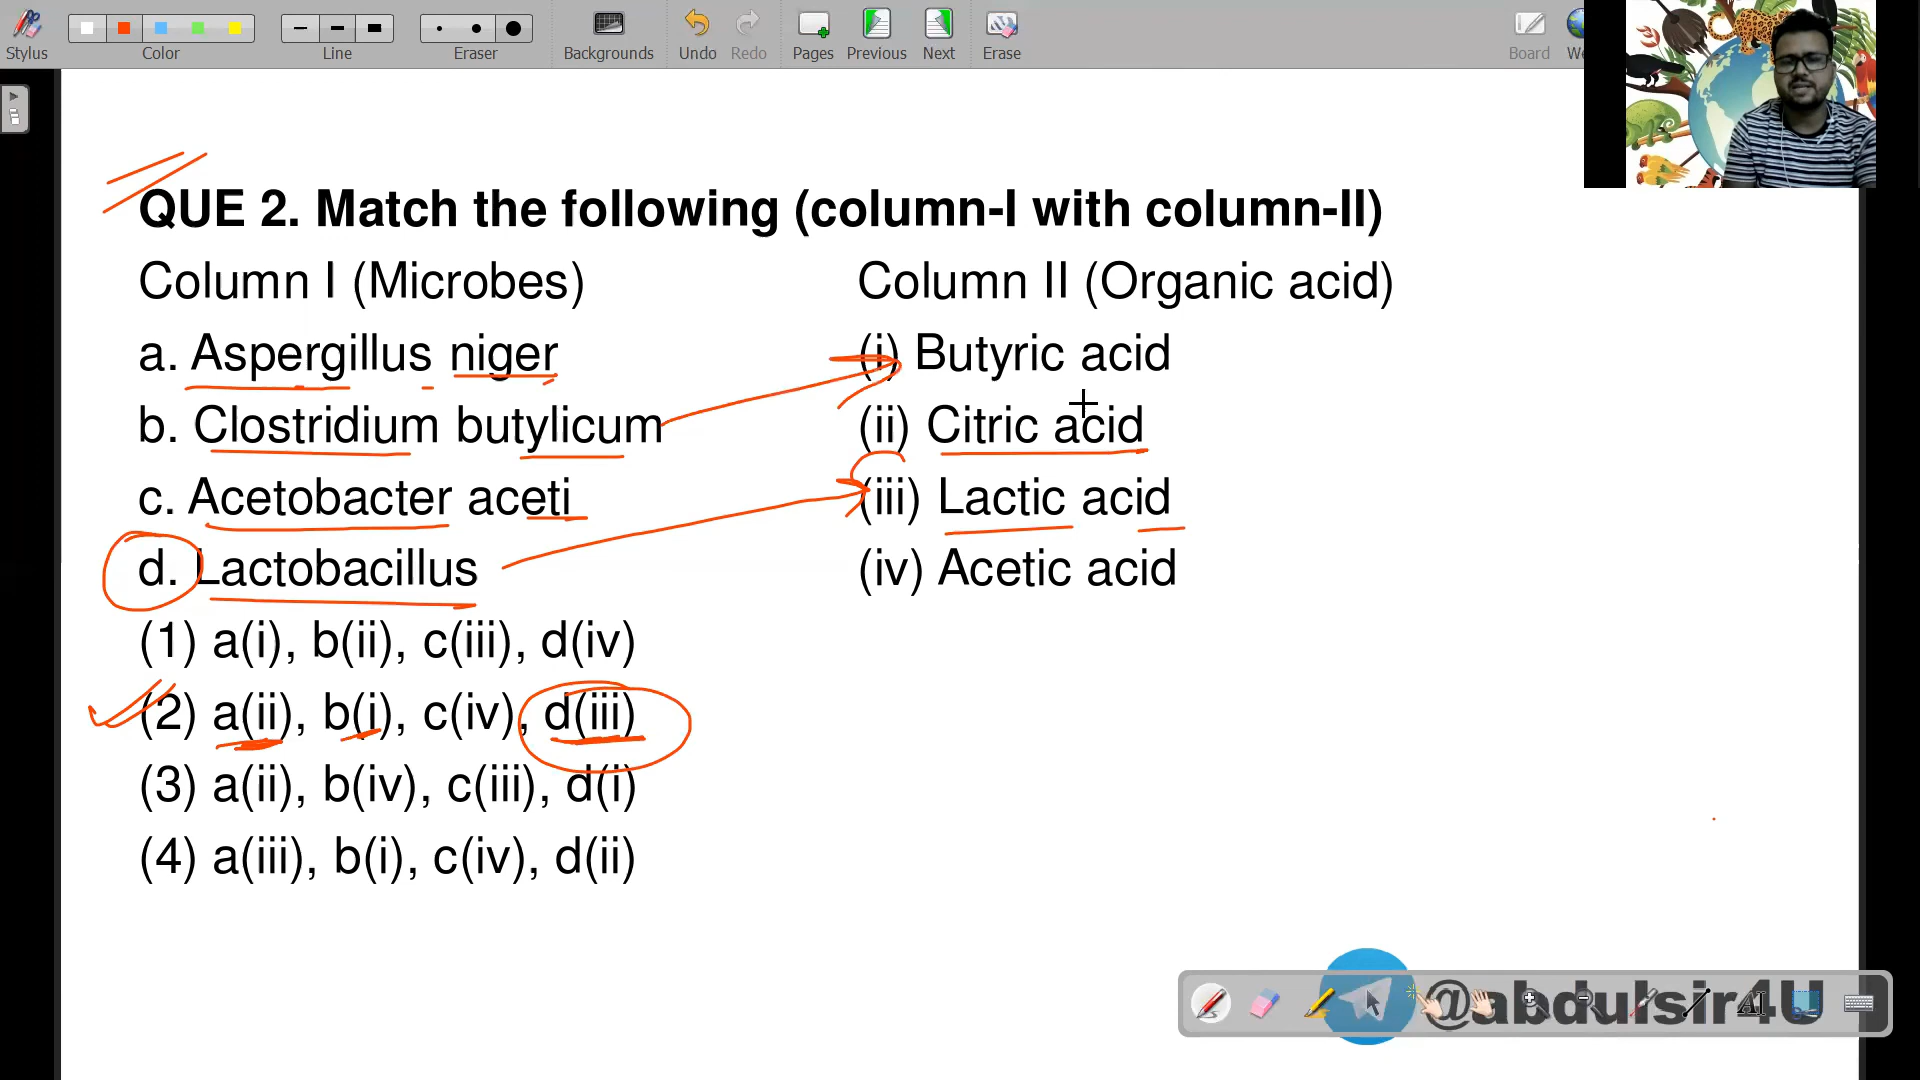 Stylus Color Line Eraser Backgrounds Undo Redo Pages Previous Next Erase Board
QUE 2. Match the following (column-I with column-II)
Column I (Microbes) Column II (Organic acid)
a. Aspergillus niger (i) Butyric acid
b. Clostridium butylicum (ii) Citric acid
c. Acetobacter aceti (iii) Lactic acid
d. Lactobacillus (iv) Acetic acid
(1) a(i), b(ii), c(iii), d(iv)
(2) a(ii), b(i), c(iv), d(iii)
(3) a(ii), b(iv), c(iii), d(i)
(4) a(iii), b(i), c(iv), d(ii)
@abdulsir4U